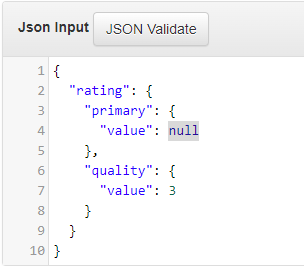 Json Input JSON Validate
1 {
2   "rating": {
3     "primary": {
4       "value": null
5     },
6     "quality": {
7       "value": 3
8     }
9   }
10 }